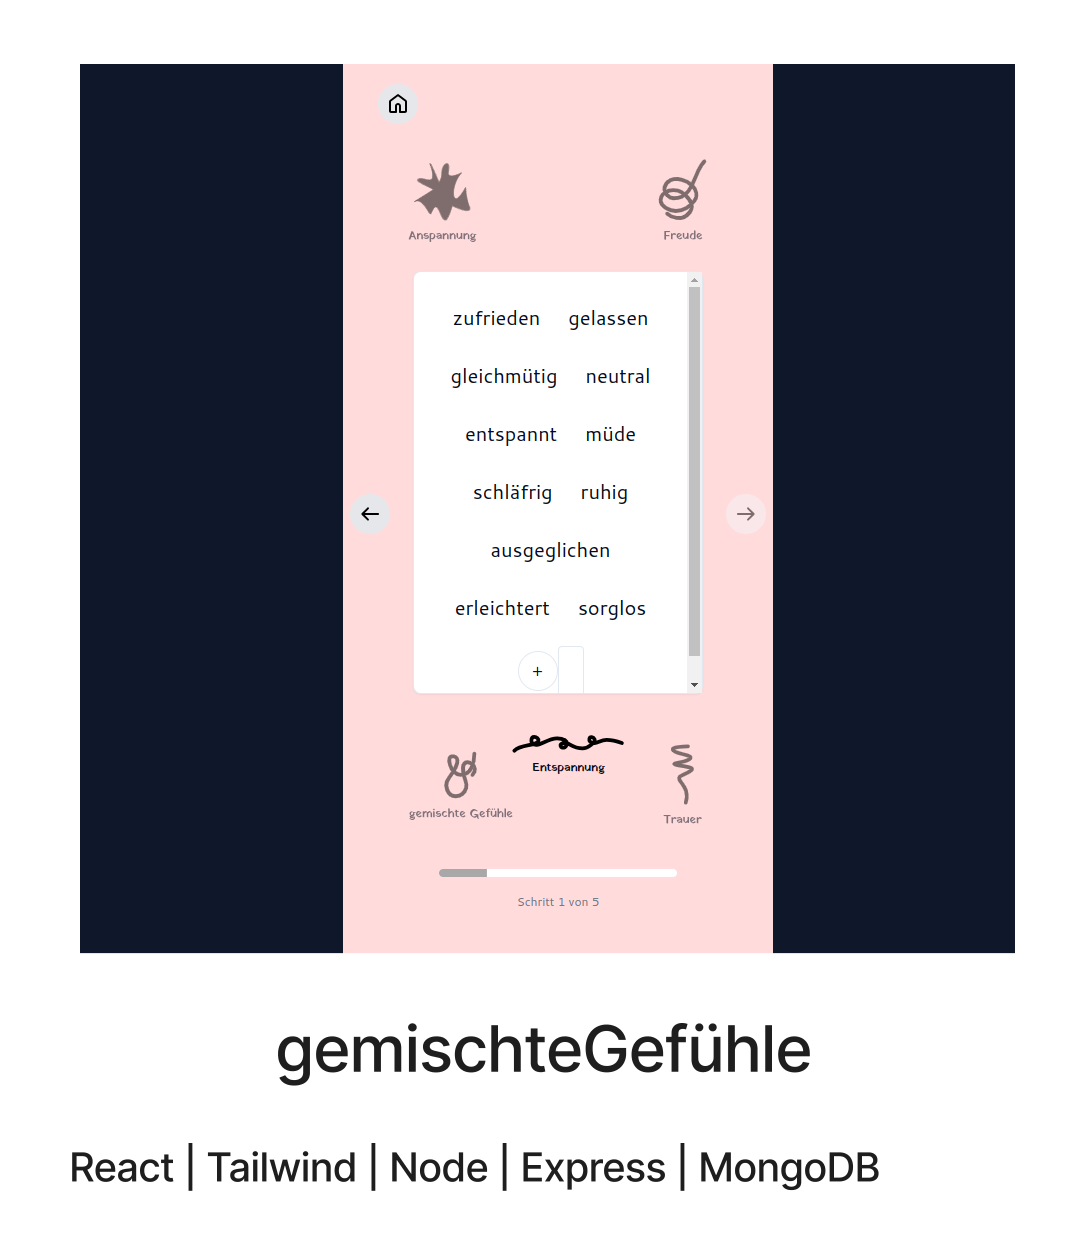 Anspannung Freude
zufrieden gelassen
gleichmütig neutral
entspannt müde
schläfrig ruhig
ausgeglichen
erleichtert sorglos
+
Entspannung
gemischte Gefühle Trauer
Schritt 1 von 5
gemischteGefühle
React | Tailwind | Node | Express | MongoDB